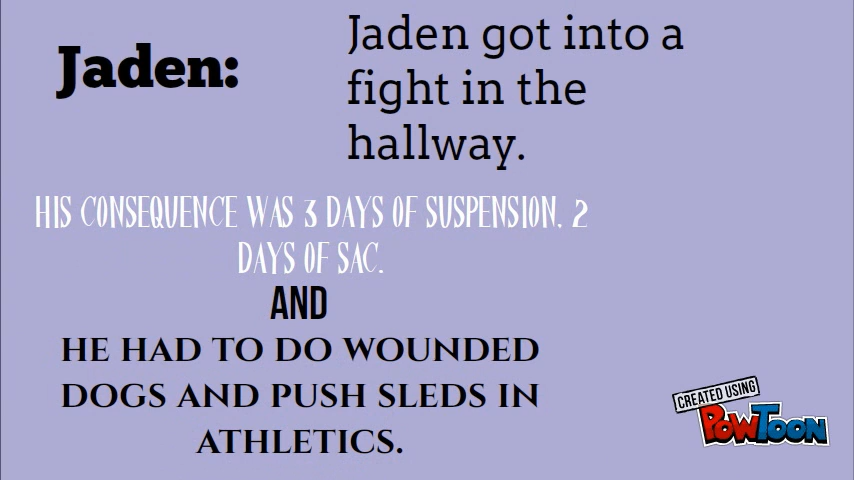 Jaden:
Jaden got into a
fight in the
hallway.
HIS CONSEQUENCE WAS 3 DAYS OF SUSPENSION, 2
DAYS OF SAC.
AND
HE HAD TO DO WOUNDED
DOGS AND PUSH SLEDS IN
ATHLETICS.
CREATED USING
POWTOON